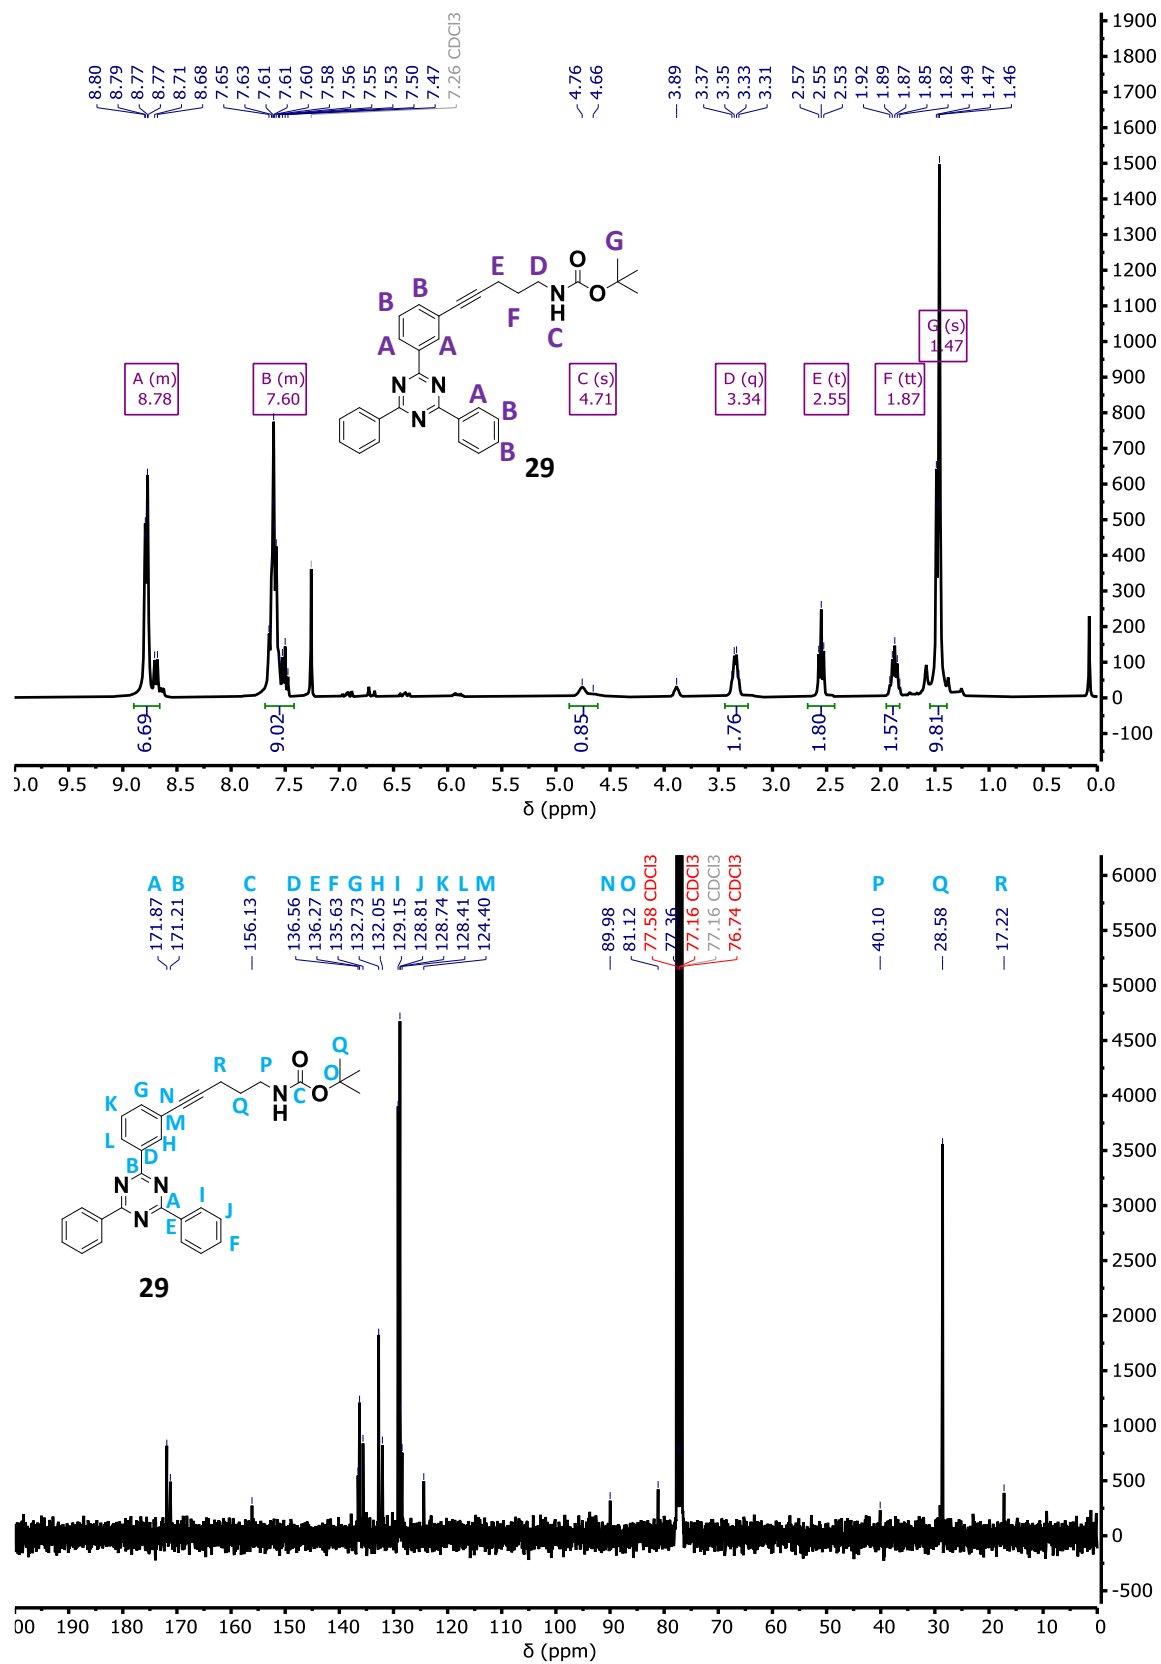 8.80 8.79 8.77 8.77 8.71 8.68 7.65 7.63 7.61 7.61 7.60 7.58 7.56 7.55 7.53 7.50 7.47 7.26 CDCl3 4.76 4.66 3.89 3.37 3.35 3.33 3.31 2.57 2.55 2.53 1.92 1.89 1.87 1.85 1.82 1.49 1.47 1.46
1900
1800
1700
1600
1500
1400
1300
1200
1100
1000
900
800
700
600
500
400
300
200
100
0
-100
G
E D O
B B N O
F H C
A A
N N
N
A B
B
29
A (m) 8.78
B (m) 7.60
C (s) 4.71
D (q) 3.34
E (t) 2.55
F (tt) 1.87
G (s) 1.47
6.69 9.02 0.85 1.76 1.80 1.57 9.81
0.0 9.5 9.0 8.5 8.0 7.5 7.0 6.5 6.0 5.5 5.0 4.5 4.0 3.5 3.0 2.5 2.0 1.5 1.0 0.5 0.0
δ (ppm)
A B C D E F G H I J K L M N O P Q R
171.87 171.21 156.13 136.56 136.27 135.63 132.73 132.05 129.15 128.81 128.74 128.41 124.40 89.98 81.12 77.58 CDCl3 77.36 77.16 CDCl3 77.16 CDCl3 76.74 CDCl3 40.10 28.58 17.22
6000
5500
5000
4500
4000
3500
3000
2500
2000
1500
1000
500
0
-500
Q
R P O O
G N N C O
K M Q H
L H
B D
N N A I
N E J
F
29
00 190 180 170 160 150 140 130 120 110 100 90 80 70 60 50 40 30 20 10 0
δ (ppm)